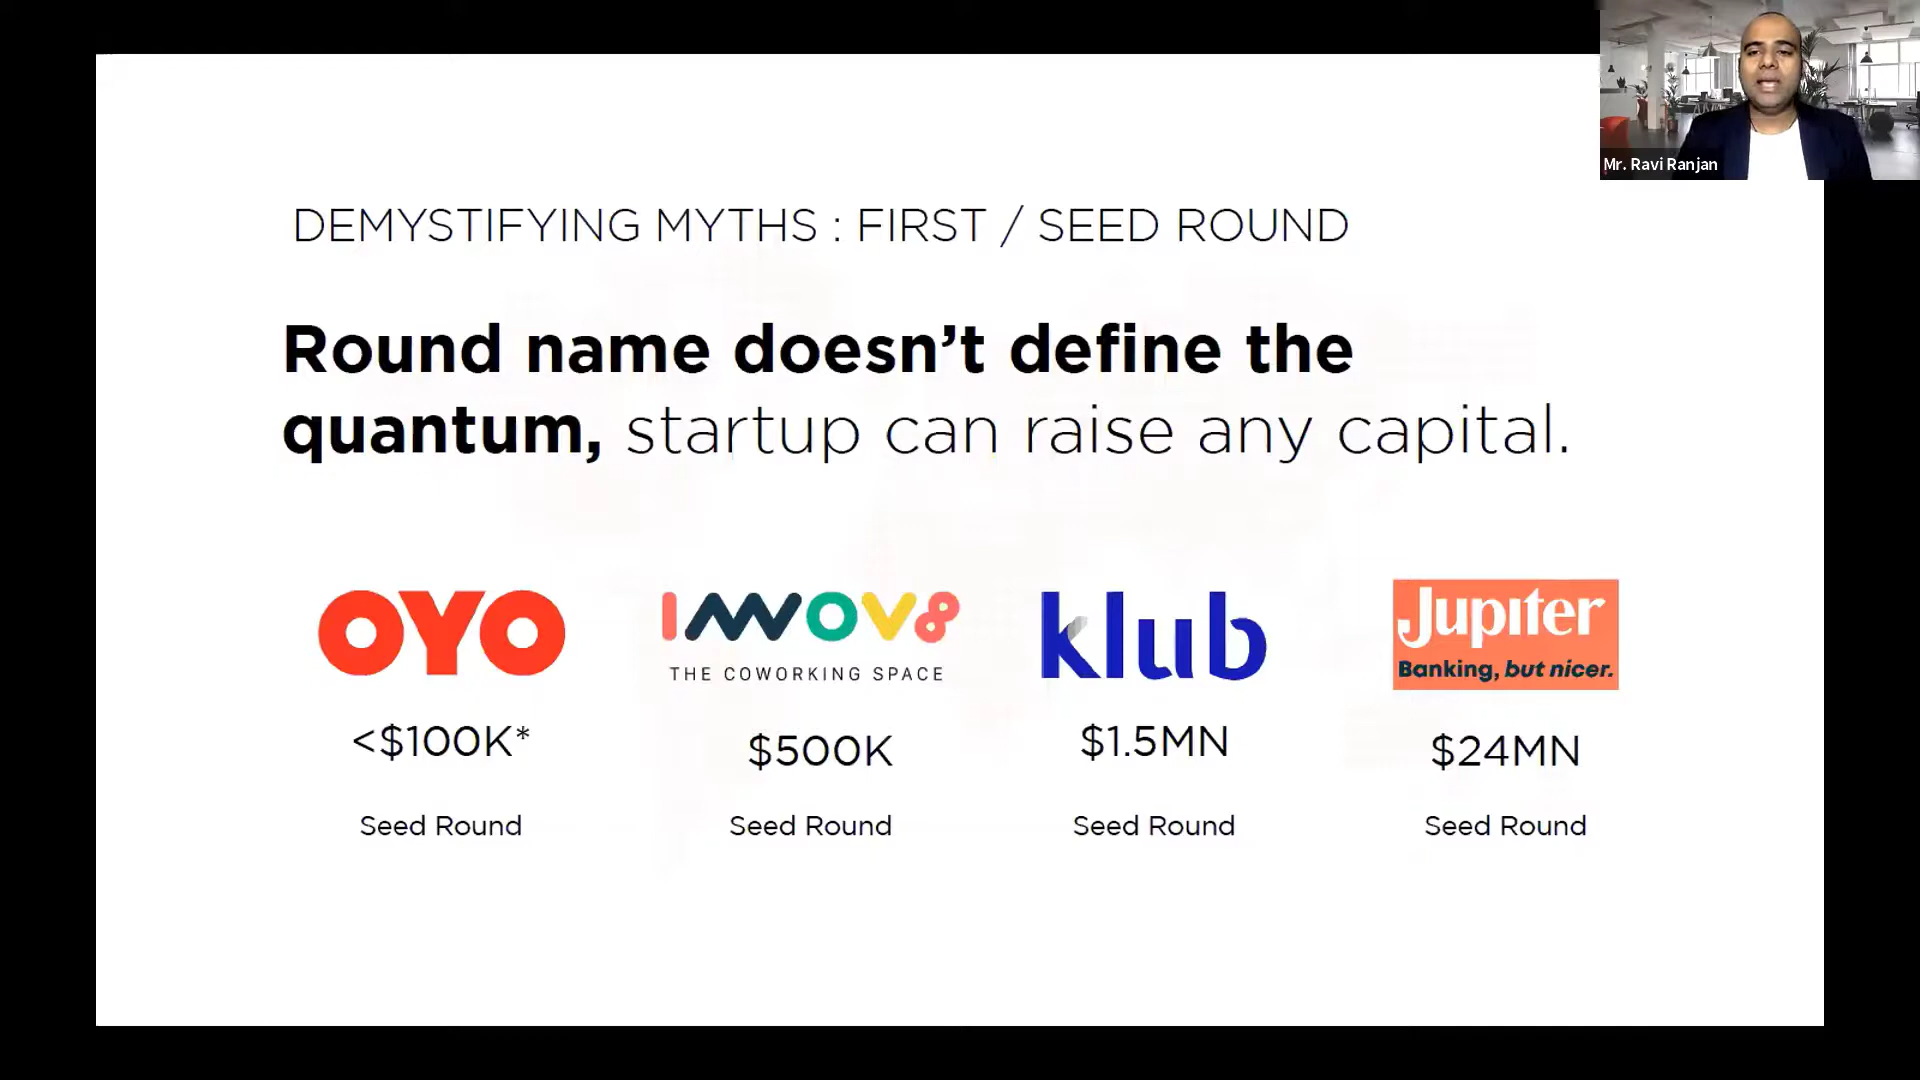 Mr. Ravi Ranjan
DEMYSTIFYING MYTHS : FIRST / SEED ROUND
Round name doesn’t define the
quantum, startup can raise any capital.
OYO
INNOV8
THE COWORKING SPACE
klub
Jupiter
Banking, but nicer.
<$100K*
$500K
$1.5MN
$24MN
Seed Round
Seed Round
Seed Round
Seed Round